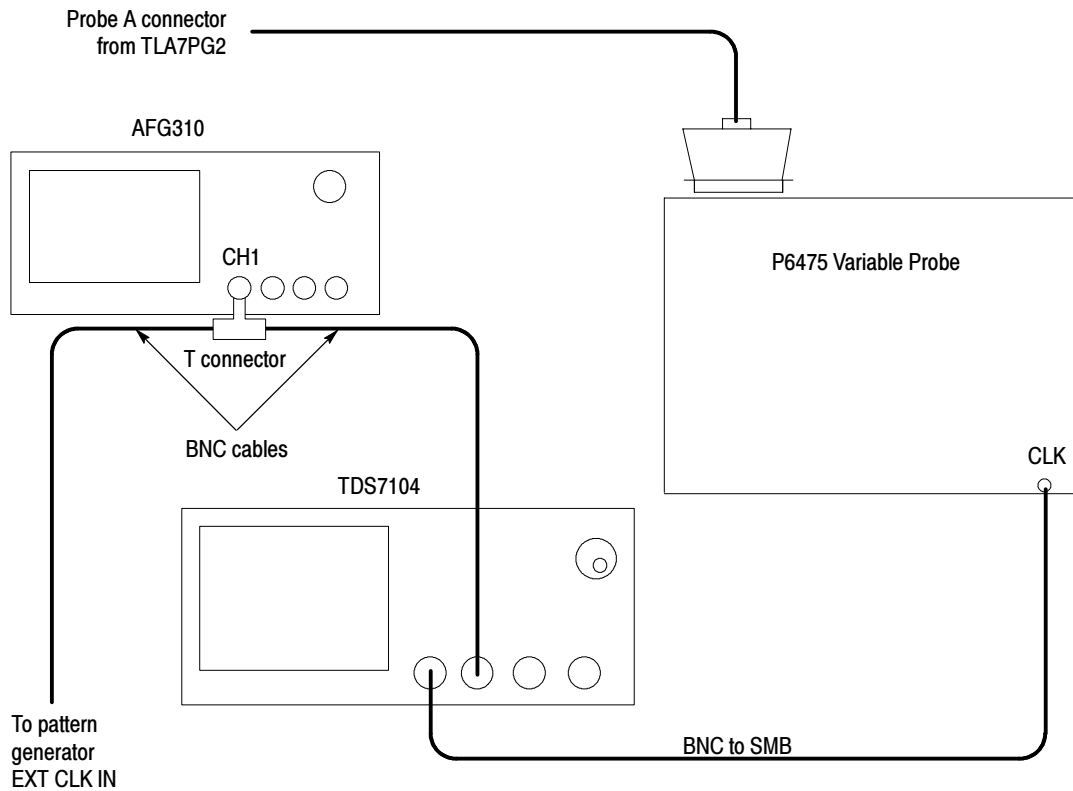 Probe A connector
from TLA7PG2
AFG310
CH1
P6475 Variable Probe
T connector
BNC cables
CLK
TDS7104
To pattern
generator
EXT CLK IN
BNC to SMB